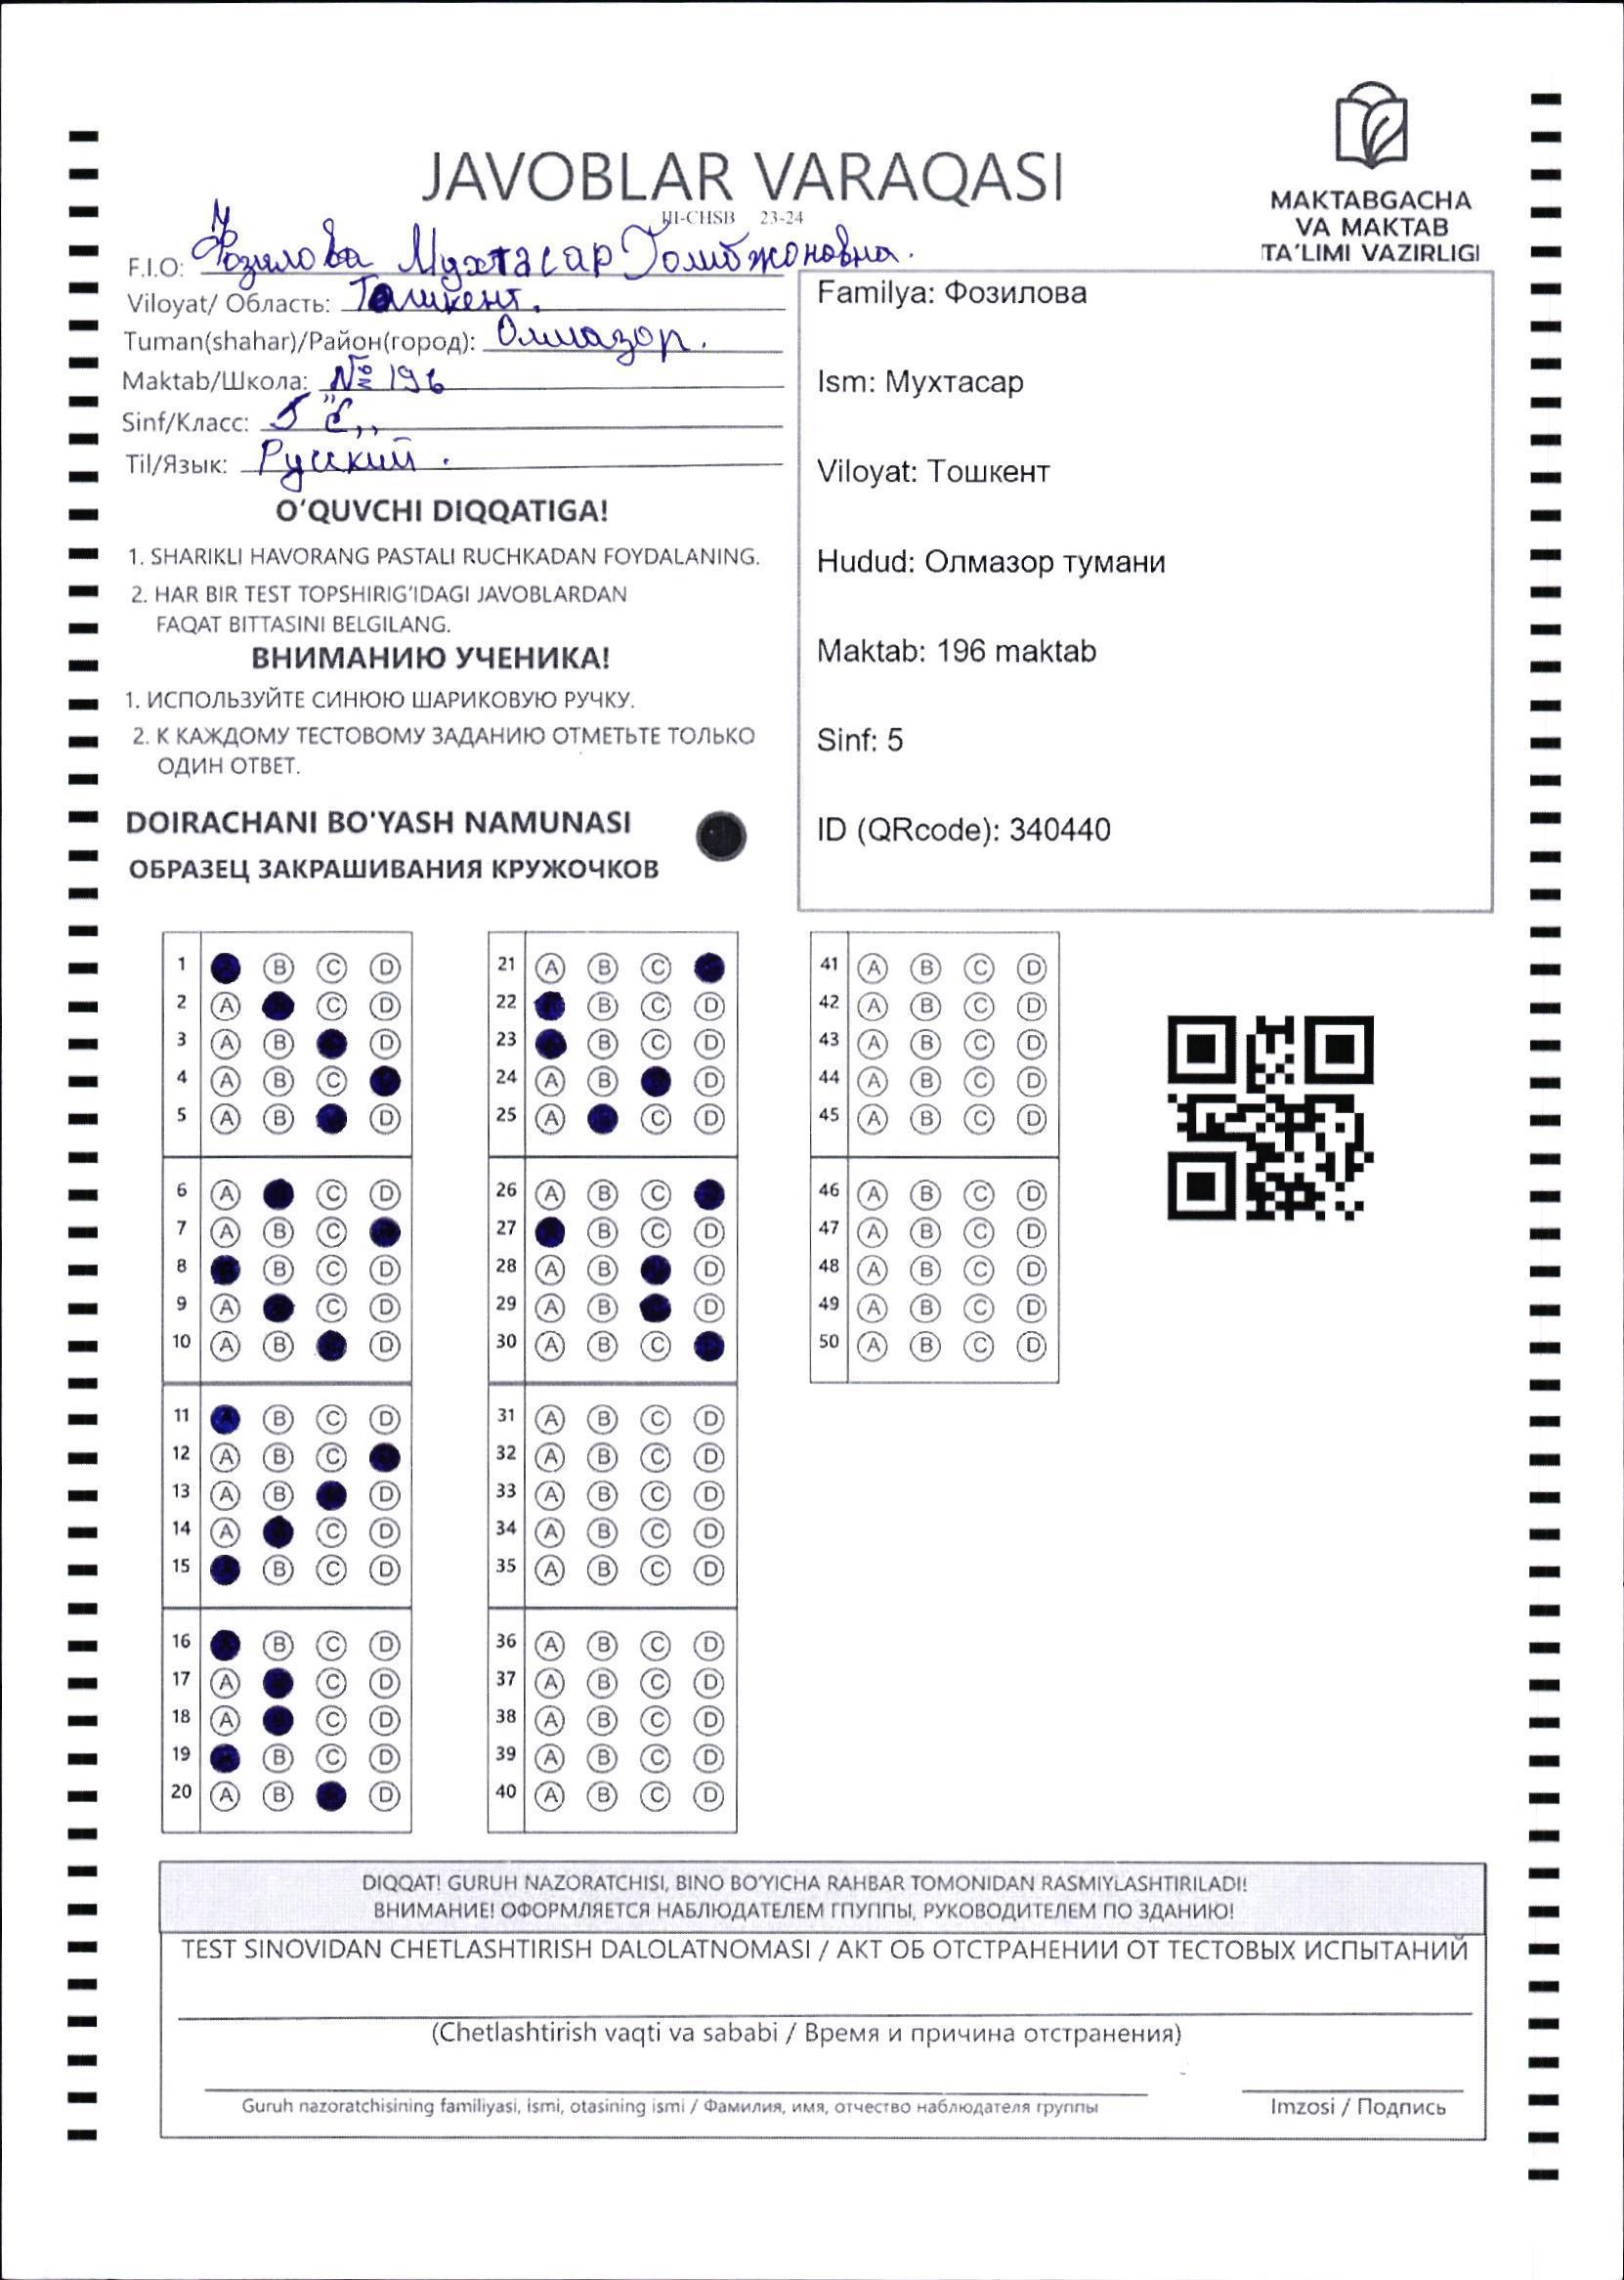 JAVOBLAR VARAQASI
III-CHSB 23-24
MAKTABGACHA
VA MAKTAB
TA'LIMI VAZIRLIGI
F.I.O: Фозилова Мухтасар Голибжоновна.
Viloyat/ Область: Ташкент.
Tuman(shahar)/Район(город): Олмазор.
Maktab/Школа: № 196
Sinf/Класс: 5
Til/Язык: Русский.
O'QUVCHI DIQQATIGA!
1. SHARIKLI HAVORANG PASTALI RUCHKADAN FOYDALANING.
2. HAR BIR TEST TOPSHIRIG'IDAGI JAVOBLARDAN
FAQAT BITTASINI BELGILANG.
ВНИМАНИЮ УЧЕНИКА!
1. ИСПОЛЬЗУЙТЕ СИНЮЮ ШАРИКОВУЮ РУЧКУ.
2. К КАЖДОМУ ТЕСТОВОМУ ЗАДАНИЮ ОТМЕТЬТЕ ТОЛЬКО
ОДИН ОТВЕТ.
DOIRACHANI BO'YASH NAMUNASI
ОБРАЗЕЦ ЗАКРАШИВАНИЯ КРУЖОЧКОВ
Familya: Фозилова
Ism: Мухтасар
Viloyat: Тошкент
Hudud: Олмазор тумани
Maktab: 196 maktab
Sinf: 5
ID (QRcode): 340440
1 B C D
2 A C D
3 A B D
4 A B C
5 A B D
6 A C D
7 A B C
8 B C D
9 A C D
10 A B D
11 A B C D
12 A B C
13 A B D
14 A C D
15 B C D
16 B C D
17 A C D
18 A C D
19 B C D
20 A B D
21 A B C
22 B C D
23 B C D
24 A B D
25 A C D
26 A B C
27 B C D
28 A B D
29 A B D
30 A B C
31 A B C D
32 A B C D
33 A B C D
34 A B C D
35 A B C D
36 A B C D
37 A B C D
38 A B C D
39 A B C D
40 A B C D
41 A B C D
42 A B C D
43 A B C D
44 A B C D
45 A B C D
46 A B C D
47 A B C D
48 A B C D
49 A B C D
50 A B C D
DIQQAT! GURUH NAZORATCHISI, BINO BO'YICHA RAHBAR TOMONIDAN RASMIYLASHTIRILADI!
ВНИМАНИЕ! ОФОРМЛЯЕТСЯ НАБЛЮДАТЕЛЕМ ГПУППЫ, РУКОВОДИТЕЛЕМ ПО ЗДАНИЮ!
TEST SINOVIDAN CHETLASHTIRISH DALOLATNOMASI / АКТ ОБ ОТСТРАНЕНИИ ОТ ТЕСТОВЫХ ИСПЫТАНИЙ
(Chetlashtirish vaqti va sababi / Время и причина отстранения)
Guruh nazoratchisining familiyasi, ismi, otasining ismi / Фамилия, имя, отчество наблюдателя группы
Imzosi / Подпись